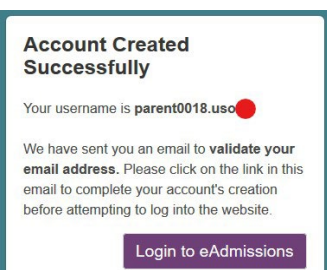 Account Created
Successfully
Your username is parent0018.uso
We have sent you an email to validate your
email address. Please click on the link in this
email to complete your account's creation
before attempting to log into the website.
Login to eAdmissions